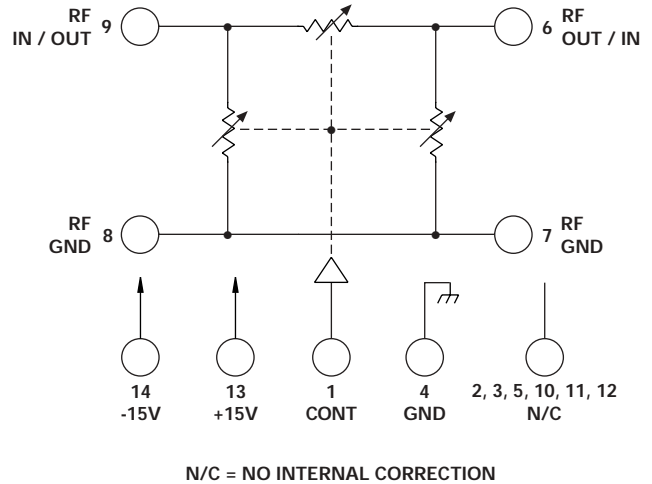 RF
IN / OUT
9
6
RF
OUT / IN
RF
GND
8
7
RF
GND
14
-15V
13
+15V
1
CONT
4
GND
2, 3, 5, 10, 11, 12
N/C
N/C = NO INTERNAL CORRECTION